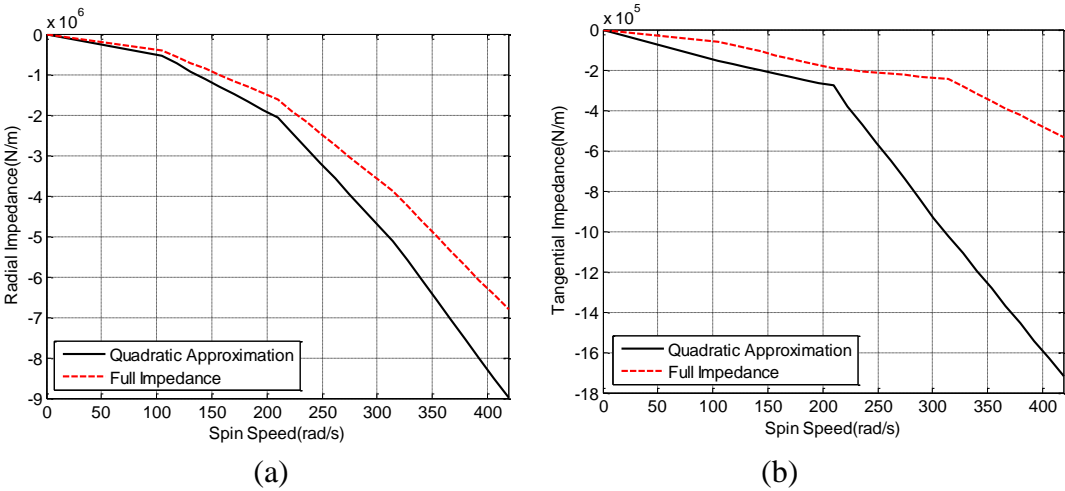 x 10^6
0
-1
-2
-3
-4
-5
-6
-7
-8
-9
Radial Impedance(N/m)
Quadratic Approximation
Full Impedance
0 50 100 150 200 250 300 350 400
Spin Speed(rad/s)
(a)
x 10^5
0
-2
-4
-6
-8
-10
-12
-14
-16
-18
Tangential Impedance(N/m)
Quadratic Approximation
Full Impedance
0 50 100 150 200 250 300 350 400
Spin Speed(rad/s)
(b)